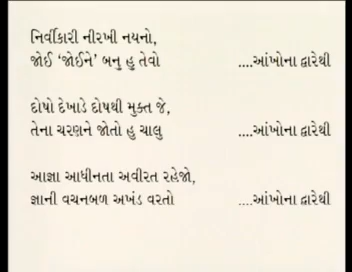 નિર્વીકારી નીરખી નયનો,
જોઈ ‘જોઈને’ બનુ હુ તેવો ....આંખોના દ્વારેથી
દોષો દેખાડે દોષથી મુક્ત જે,
તેના ચરણને જોતો હુ ચાલુ ....આંખોના દ્વારેથી
આજ્ઞા આધીનતા અવીરત રહેજો,
જ્ઞાની વચનબળ અખંડ વરતો ....આંખોના દ્વારેથી